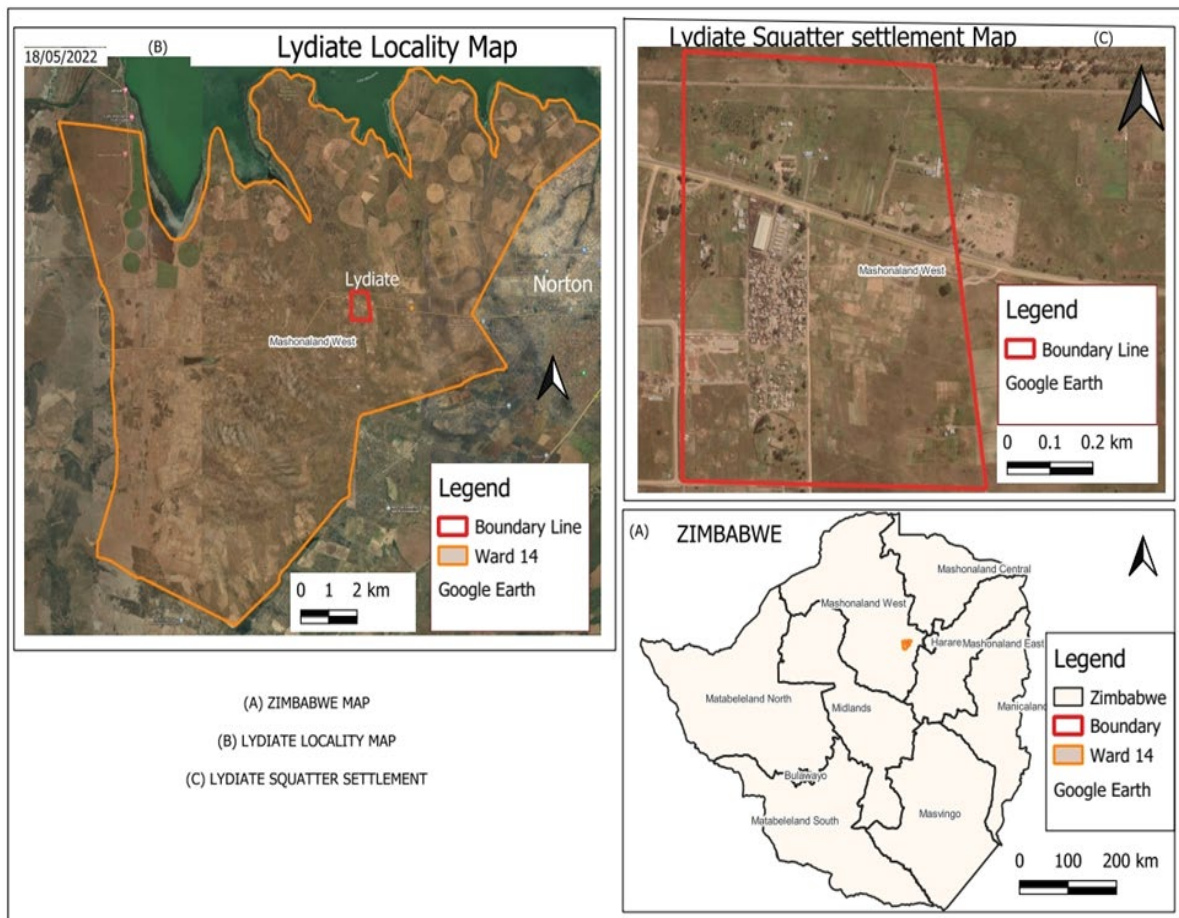 18/05/2022
(B)
Lydiate Locality Map
Lydiate
Norton
Mashonaland West
Legend
Boundary Line
Ward 14
Google Earth
0 1 2 km
Lydiate Squatter settlement Map
(C)
Mashonaland West
Legend
Boundary Line
Google Earth
0 0.1 0.2 km
(A) ZIMBABWE MAP
(B) LYDIATE LOCALITY MAP
(C) LYDIATE SQUATTER SETTLEMENT
(A)
ZIMBABWE
Mashonaland Central
Mashonaland West
Harare
Mashonaland East
Matabeleland North
Midlands
Manicaland
Bulawayo
Matabeleland South
Masvingo
Legend
Zimbabwe
Boundary
Ward 14
Google Earth
0 100 200 km